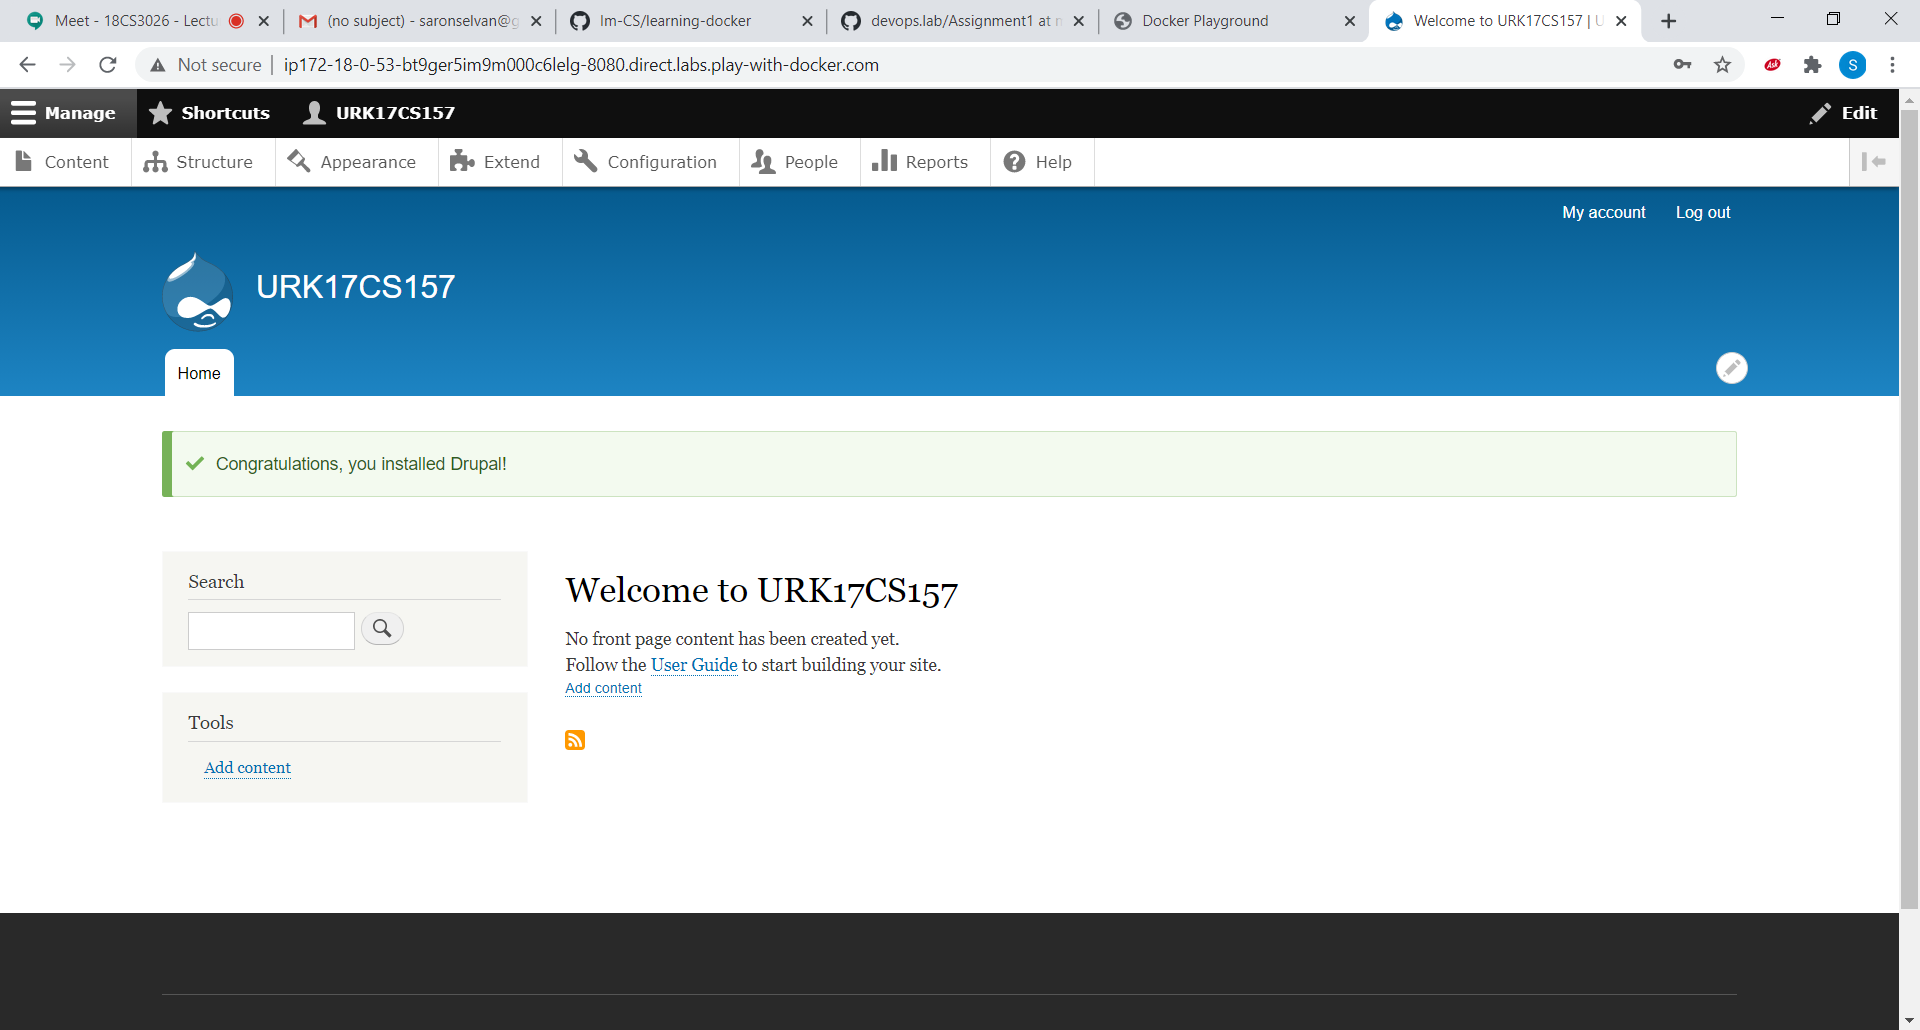 Meet - 18CS3026 - Lectu
(no subject) - saronselvan@g
Im-CS/learning-docker
devops.lab/Assignment1 at m
Docker Playground
Welcome to URK17CS157 | U
Not secure
ip172-18-0-53-bt9ger5im9m000c6lelg-8080.direct.labs.play-with-docker.com
Ask
S
Manage
Shortcuts
URK17CS157
Edit
Content
Structure
Appearance
Extend
Configuration
People
Reports
Help
My account
Log out
URK17CS157
Home
Congratulations, you installed Drupal!
Search
Welcome to URK17CS157
No front page content has been created yet.
Follow the User Guide to start building your site.
Add content
Tools
Add content